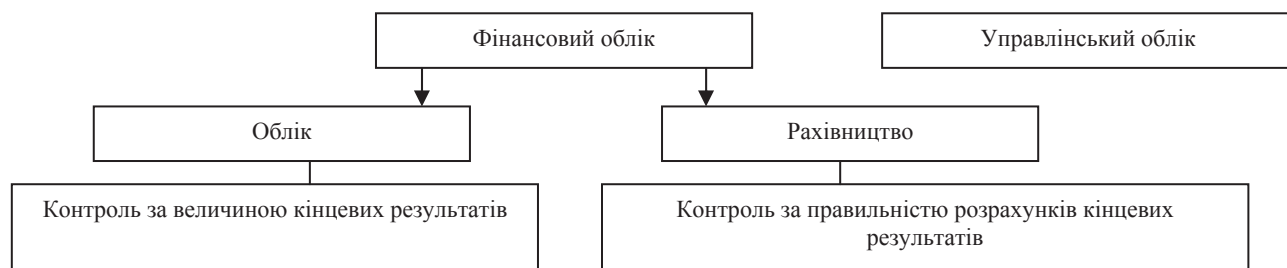 Фінансовий облік
Управлінський облік
Облік
Рахівництво
Контроль за величиною кінцевих результатів
Контроль за правильністю розрахунків кінцевих
результатів